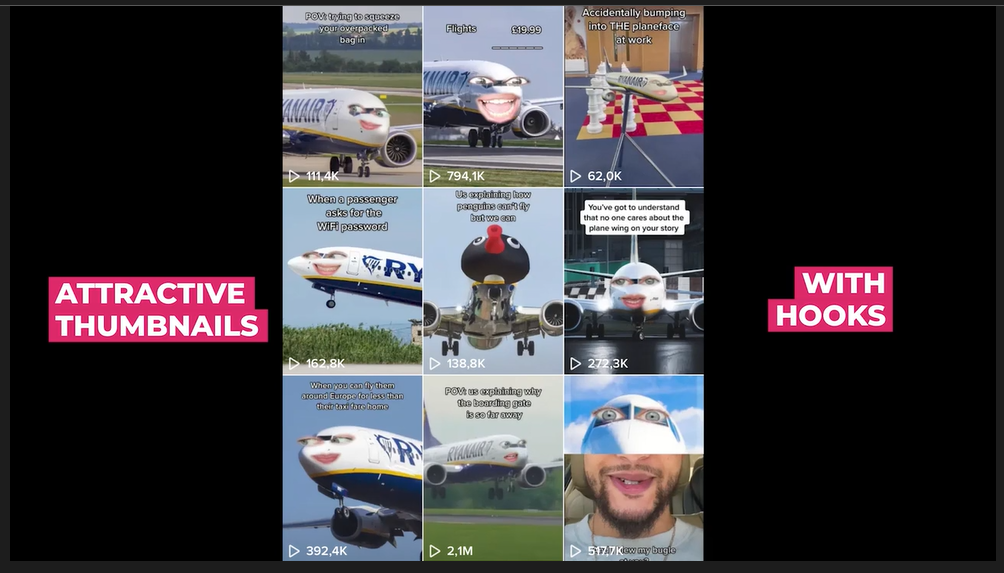 POV: trying to squeeze
your overpacked
bag in
RYANAIR
111,4K
Flights £19.99
794,1K
Accidentally bumping
into THE planeface
at work
RYANAIR
62,0K
When a passenger
asks for the
WiFi password
162,8K
Us explaining how
penguins can't fly
but we can
138,8K
You've got to understand
that no one cares about the
plane wing on your story
272,3K
ATTRACTIVE
THUMBNAILS
WITH
HOOKS
When you can fly them
around Europe for less than
their taxi fare home
392,4K
POV: us explaining why
the boarding gate
is so far away
RYANAIR
2,1M
517,7K
my bugle